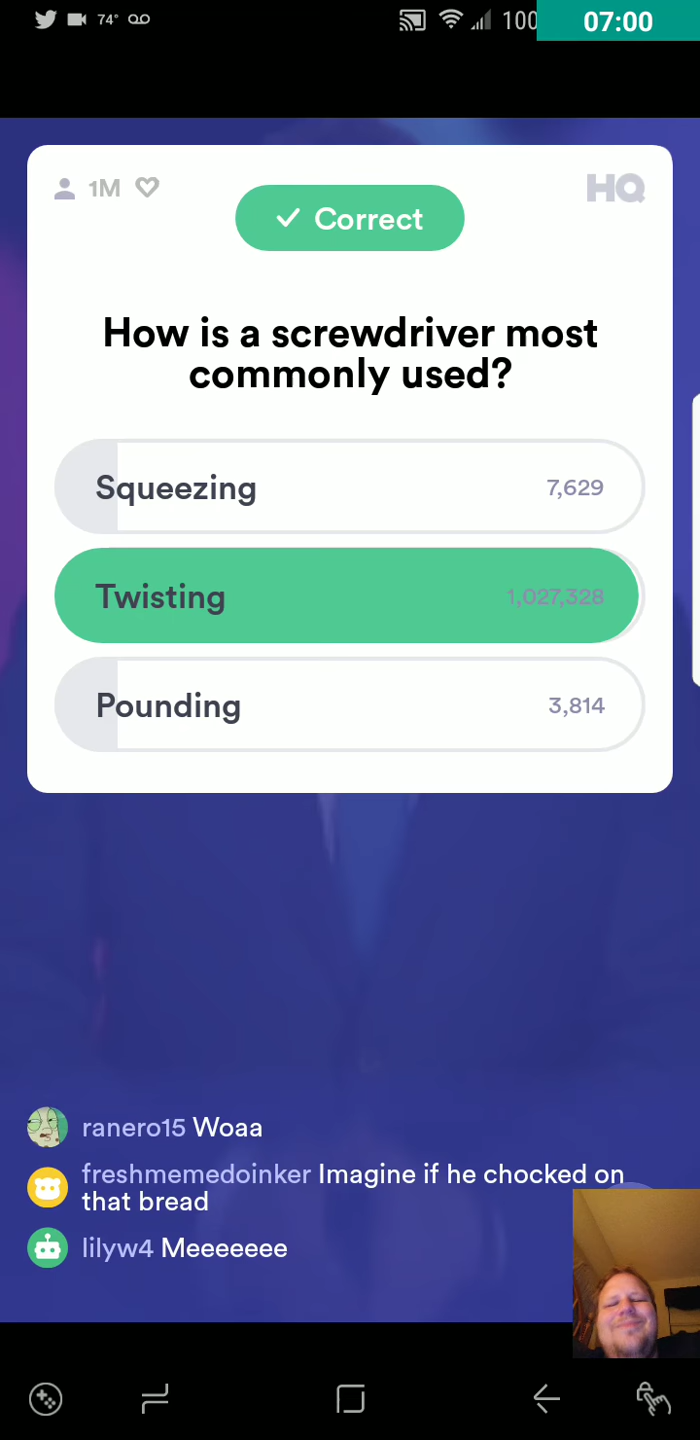 74° 100 07:00
1M HQ
Correct
How is a screwdriver most
commonly used?
Squeezing 7,629
Twisting 1,027,328
Pounding 3,814
ranero15 Woaa
freshmemedoinker Imagine if he chocked on
that bread
lilyw4 Meeeeeee